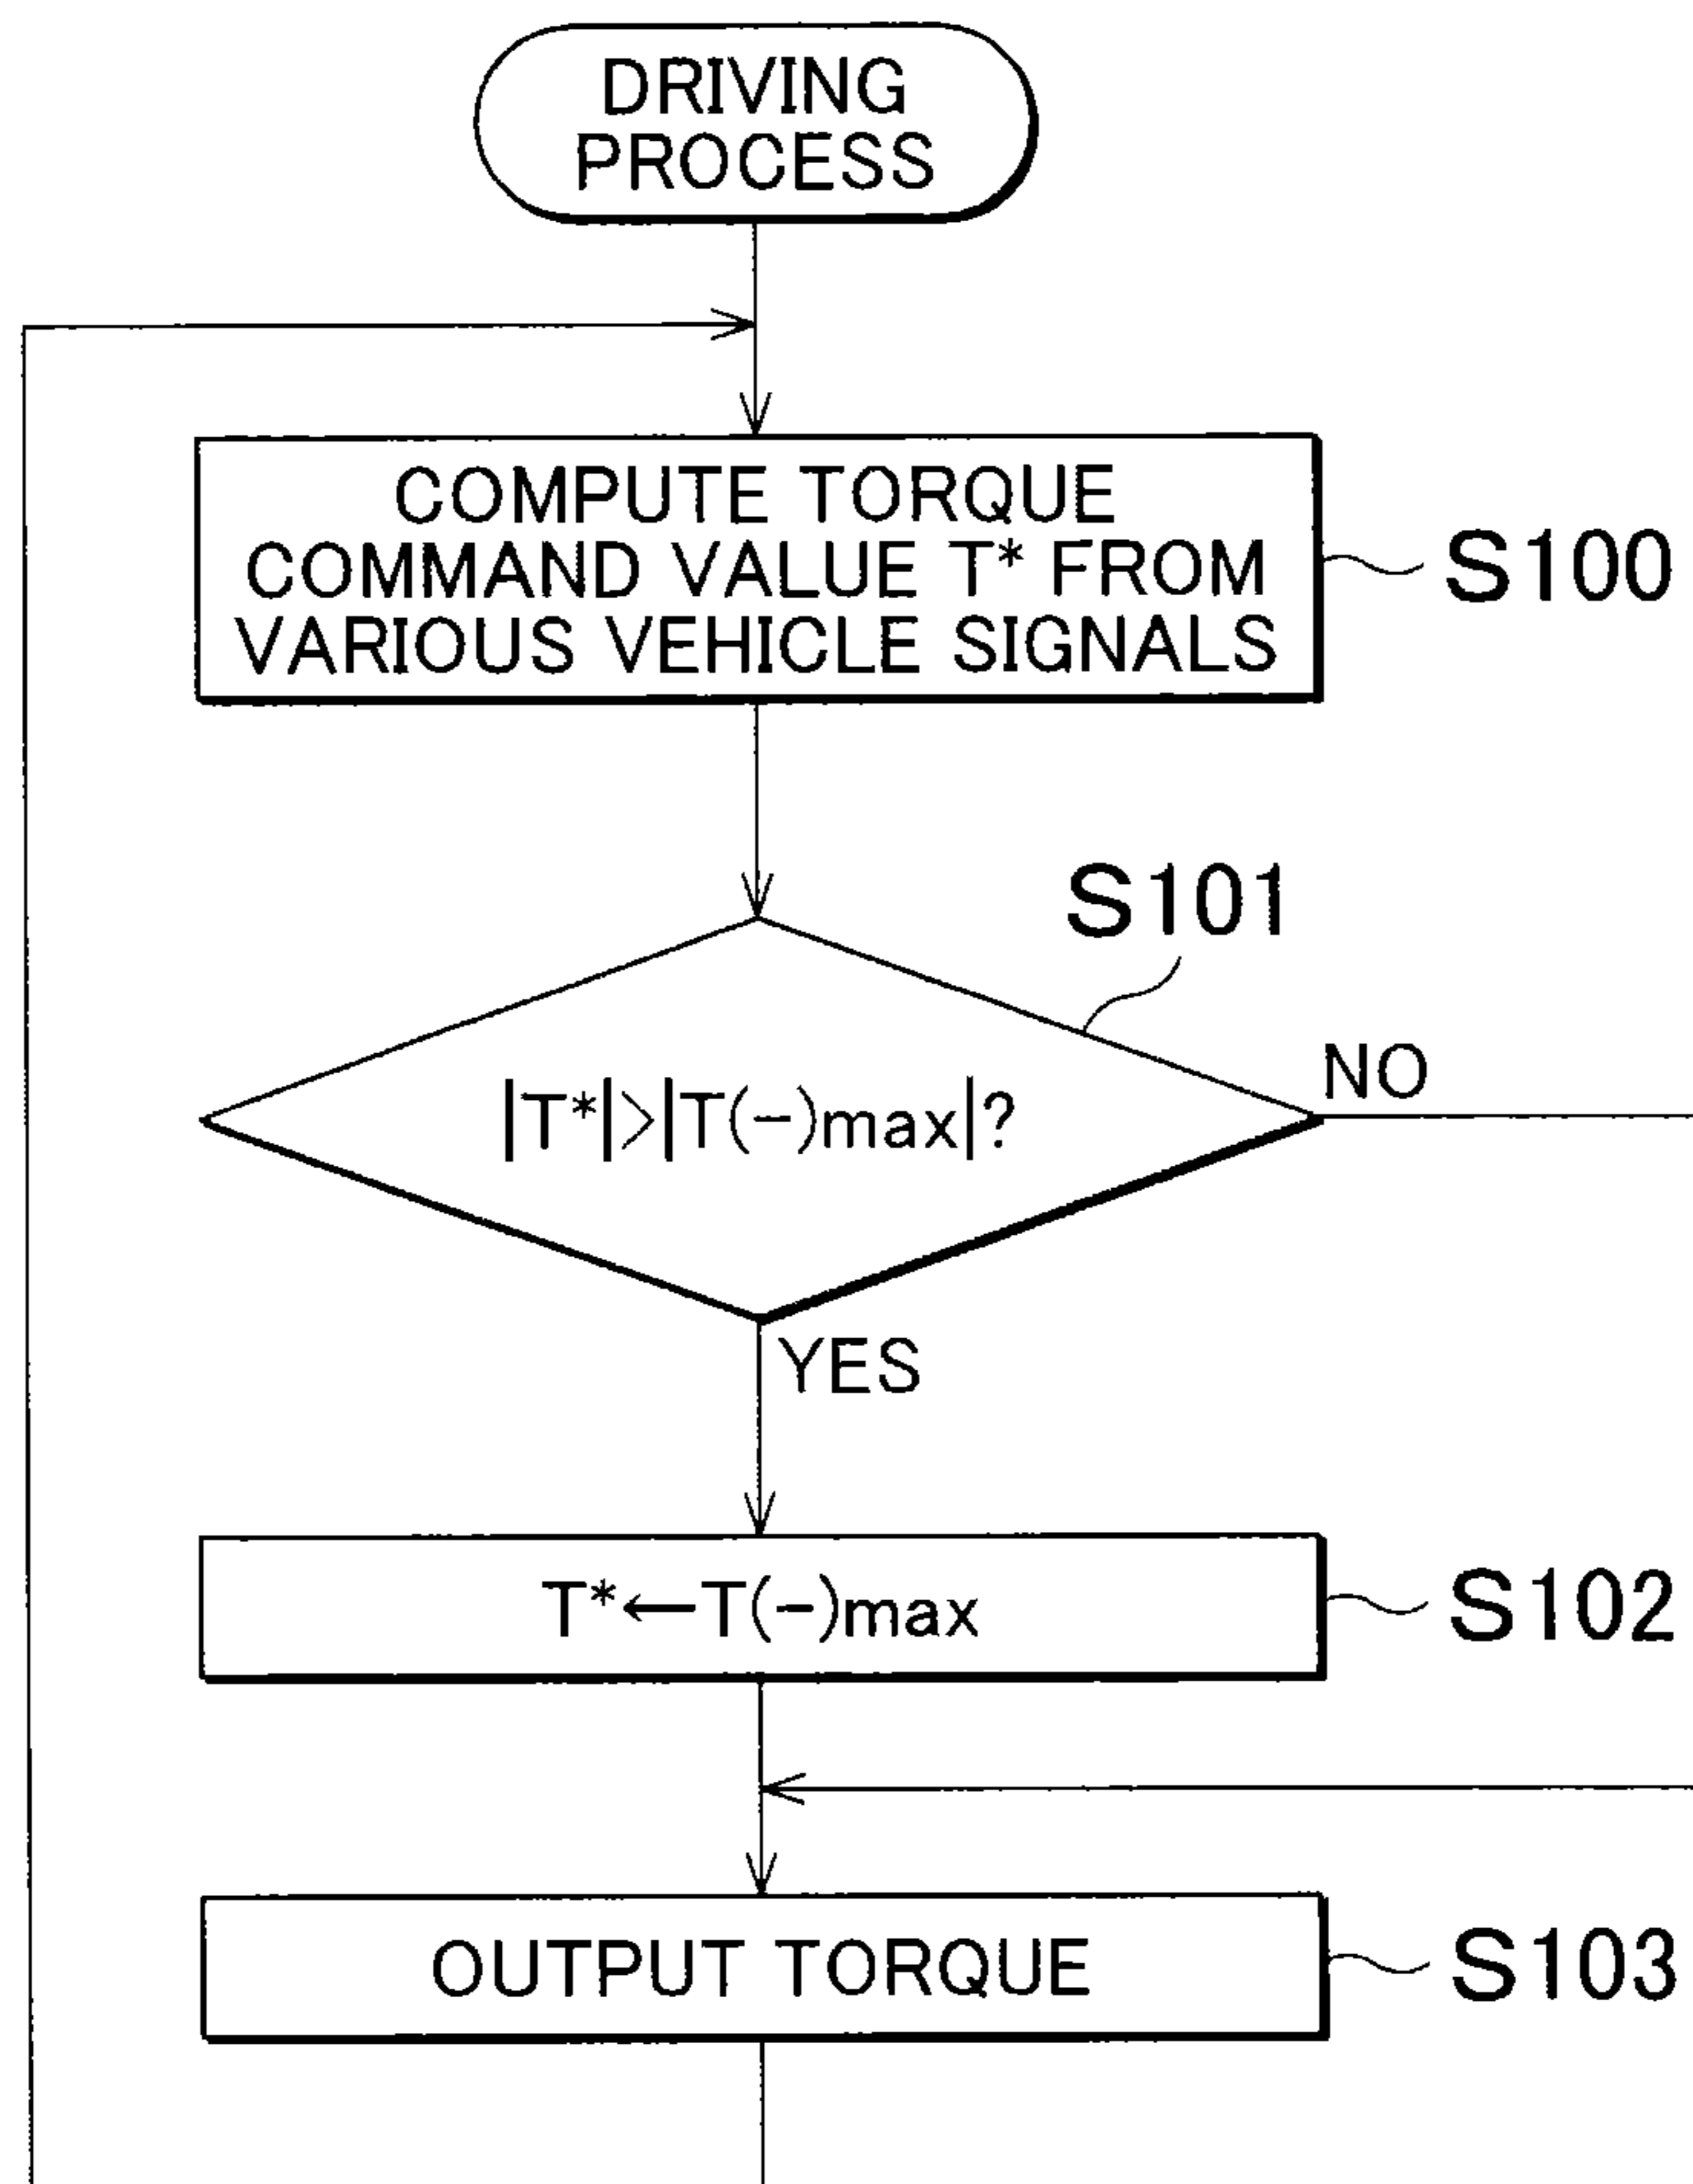 DRIVING
PROCESS
COMPUTE TORQUE
COMMAND VALUE T* FROM
VARIOUS VEHICLE SIGNALS
S100
S101
|T*|>|T(-)max|?
NO
YES
T*←T(-)max
S102
OUTPUT TORQUE
S103